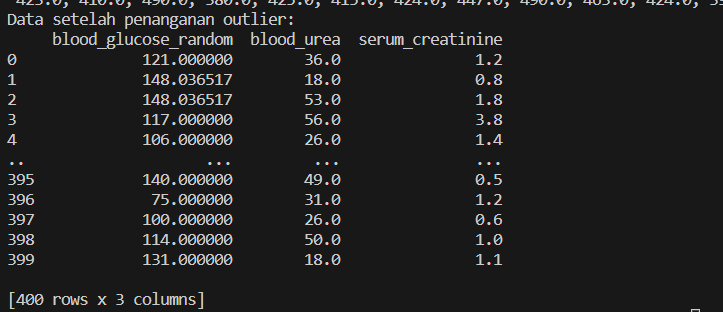 Data setelah penanganan outlier:
blood_glucose_random blood_urea serum_creatinine
0 121.000000 36.0 1.2
1 148.036517 18.0 0.8
2 148.036517 53.0 1.8
3 117.000000 56.0 3.8
4 106.000000 26.0 1.4
.. ... ... ...
395 140.000000 49.0 0.5
396 75.000000 31.0 1.2
397 100.000000 26.0 0.6
398 114.000000 50.0 1.0
399 131.000000 18.0 1.1
[400 rows x 3 columns]